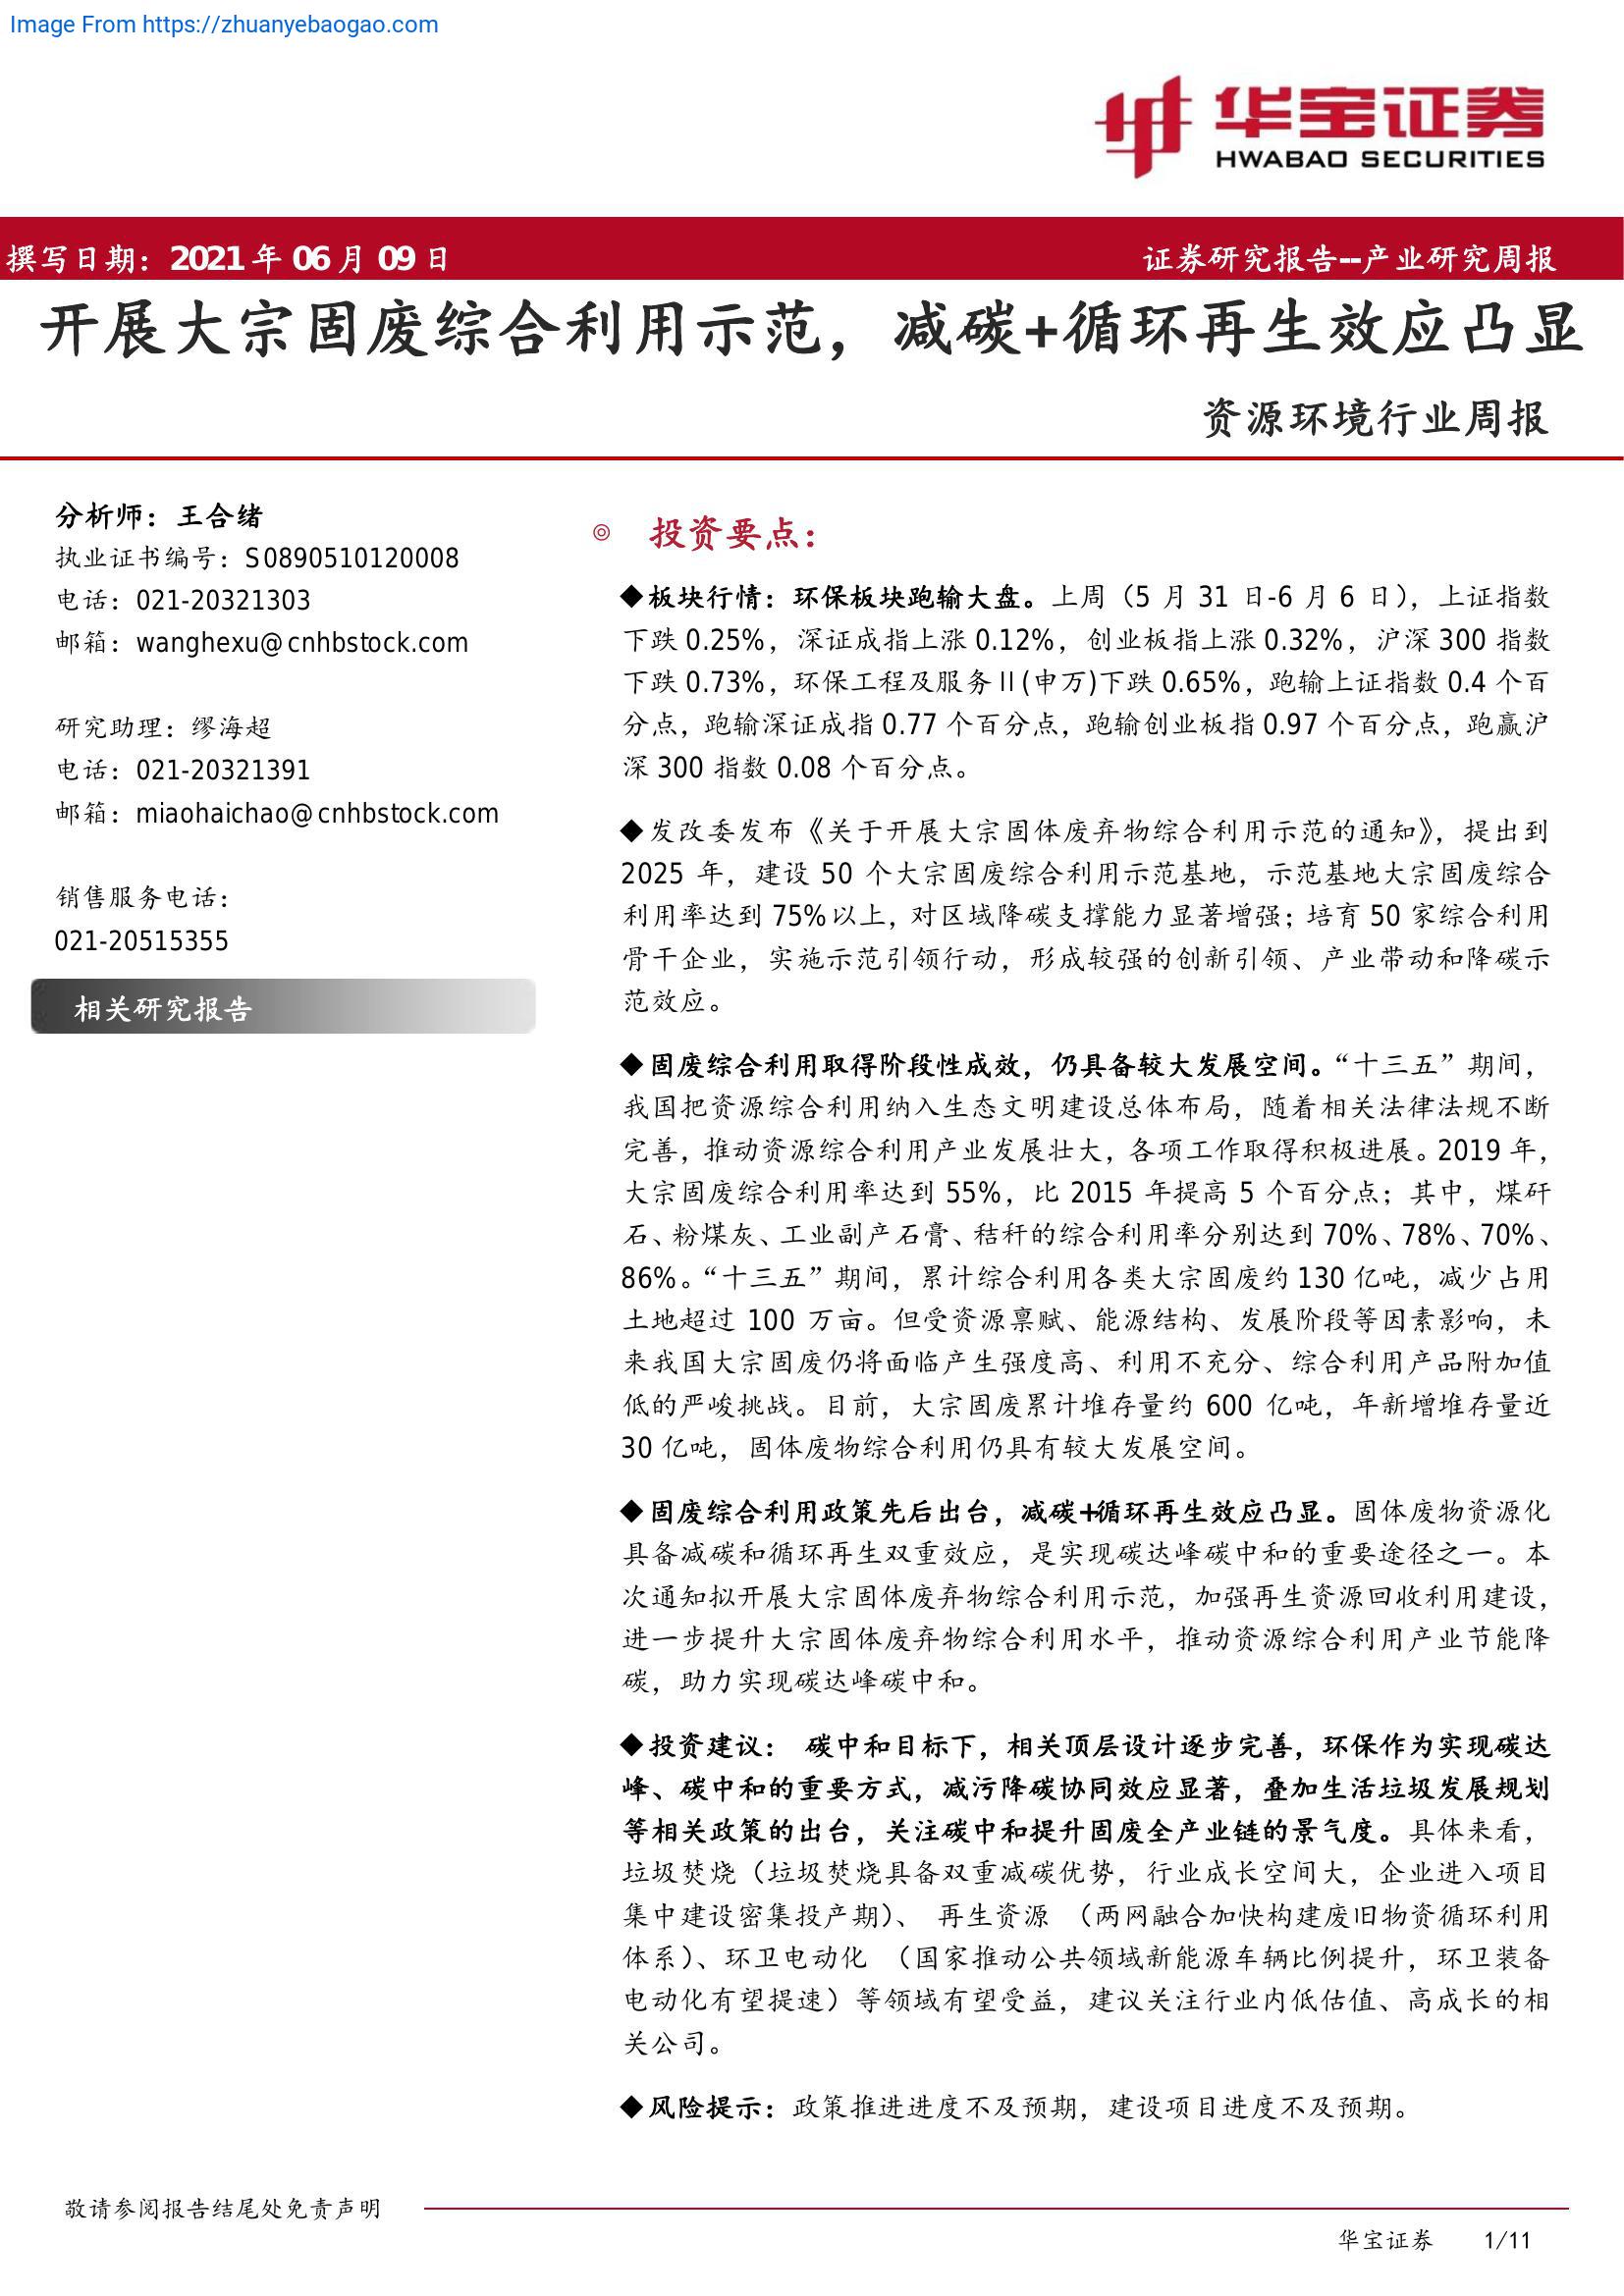 Image From https://zhuanyebaogao.com
华宝证券
HWABAO SECURITIES
撰写日期：2021 年 06 月 09 日
证券研究报告--产业研究周报
开展大宗固废综合利用示范，减碳+循环再生效应凸显
资源环境行业周报
分析师：王合绪
执业证书编号：S0890510120008
电话：021-20321303
邮箱：wanghexu@cnhbstock.com
研究助理：缪海超
电话：021-20321391
邮箱：miaohaichao@cnhbstock.com
销售服务电话：
021-20515355
相关研究报告
◎ 投资要点：
◆板块行情：环保板块跑输大盘。上周（5 月 31 日-6 月 6 日），上证指数
下跌 0.25%，深证成指上涨 0.12%，创业板指上涨 0.32%，沪深 300 指数
下跌 0.73%，环保工程及服务Ⅱ(申万)下跌 0.65%，跑输上证指数 0.4 个百
分点，跑输深证成指 0.77 个百分点，跑输创业板指 0.97 个百分点，跑赢沪
深 300 指数 0.08 个百分点。
◆发改委发布《关于开展大宗固体废弃物综合利用示范的通知》，提出到
2025 年，建设 50 个大宗固废综合利用示范基地，示范基地大宗固废综合
利用率达到 75%以上，对区域降碳支撑能力显著增强；培育 50 家综合利用
骨干企业，实施示范引领行动，形成较强的创新引领、产业带动和降碳示
范效应。
◆固废综合利用取得阶段性成效，仍具备较大发展空间。“十三五”期间，
我国把资源综合利用纳入生态文明建设总体布局，随着相关法律法规不断
完善，推动资源综合利用产业发展壮大，各项工作取得积极进展。2019 年，
大宗固废综合利用率达到 55%，比 2015 年提高 5 个百分点；其中，煤矸
石、粉煤灰、工业副产石膏、秸秆的综合利用率分别达到 70%、78%、70%、
86%。“十三五”期间，累计综合利用各类大宗固废约 130 亿吨，减少占用
土地超过 100 万亩。但受资源禀赋、能源结构、发展阶段等因素影响，未
来我国大宗固废仍将面临产生强度高、利用不充分、综合利用产品附加值
低的严峻挑战。目前，大宗固废累计堆存量约 600 亿吨，年新增堆存量近
30 亿吨，固体废物综合利用仍具有较大发展空间。
◆固废综合利用政策先后出台，减碳+循环再生效应凸显。固体废物资源化
具备减碳和循环再生双重效应，是实现碳达峰碳中和的重要途径之一。本
次通知拟开展大宗固体废弃物综合利用示范，加强再生资源回收利用建设，
进一步提升大宗固体废弃物综合利用水平，推动资源综合利用产业节能降
碳，助力实现碳达峰碳中和。
◆投资建议： 碳中和目标下，相关顶层设计逐步完善，环保作为实现碳达
峰、碳中和的重要方式，减污降碳协同效应显著，叠加生活垃圾发展规划
等相关政策的出台，关注碳中和提升固废全产业链的景气度。具体来看，
垃圾焚烧（垃圾焚烧具备双重减碳优势，行业成长空间大，企业进入项目
集中建设密集投产期）、 再生资源 （两网融合加快构建废旧物资循环利用
体系）、环卫电动化 （国家推动公共领域新能源车辆比例提升，环卫装备
电动化有望提速）等领域有望受益，建议关注行业内低估值、高成长的相
关公司。
◆风险提示：政策推进进度不及预期，建设项目进度不及预期。
敬请参阅报告结尾处免责声明
华宝证券 1/11